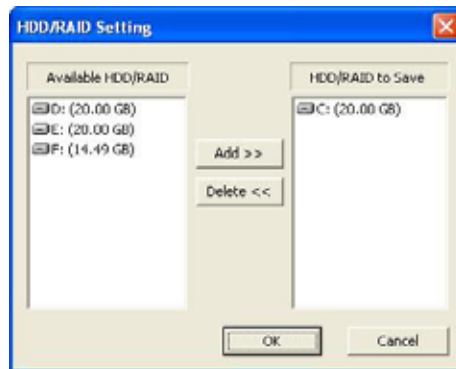 HDD/RAID Setting
Available HDD/RAID
HDD/RAID to Save
D: (20.00 GB)
E: (20.00 GB)
F: (14.49 GB)
C: (20.00 GB)
Add >>
Delete <<
OK
Cancel